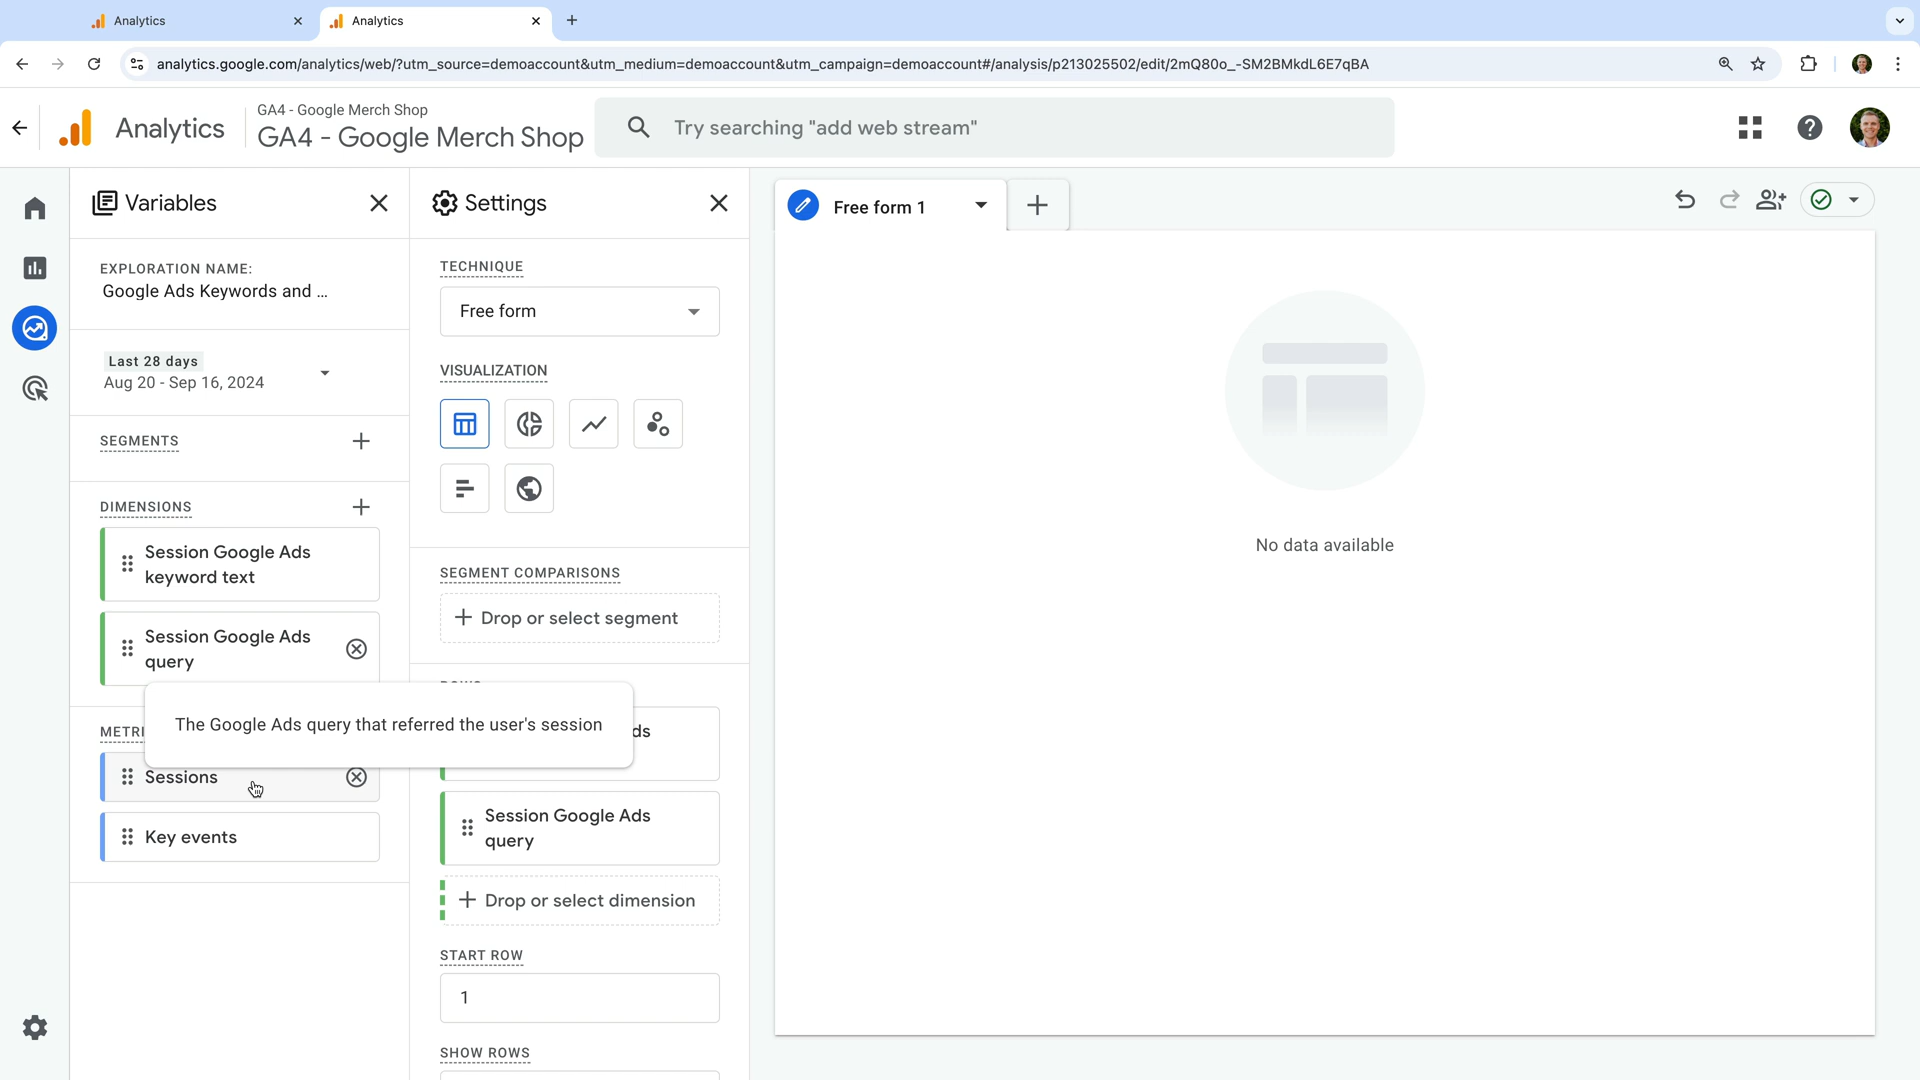 Analytics
Analytics
analytics.google.com/analytics/web/?utm_source=demoaccount&utm_medium=demoaccount&utm_campaign=demoaccount#/analysis/p213025502/edit/2mQ80o_-SM2BMkdL6E7qBA
Analytics
GA4 - Google Merch Shop
GA4 - Google Merch Shop
Try searching "add web stream"
Variables
EXPLORATION NAME:
Google Ads Keywords and ...
Last 28 days
Aug 20 - Sep 16, 2024
SEGMENTS
DIMENSIONS
Session Google Ads
keyword text
Session Google Ads
query
METRI
The Google Ads query that referred the user's session
Sessions
Key events
Settings
TECHNIQUE
Free form
VISUALIZATION
SEGMENT COMPARISONS
Drop or select segment
ds
Session Google Ads
query
Drop or select dimension
START ROW
1
SHOW ROWS
Free form 1
No data available